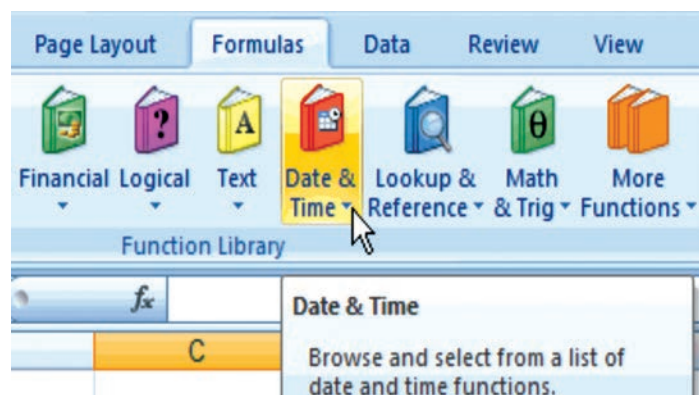 Page Layout Formulas Data Review View
? A θ
Financial Logical Text Date & Lookup & Math More
Time Reference & Trig Functions
Function Library
fx
Date & Time
C
Browse and select from a list of
date and time functions.